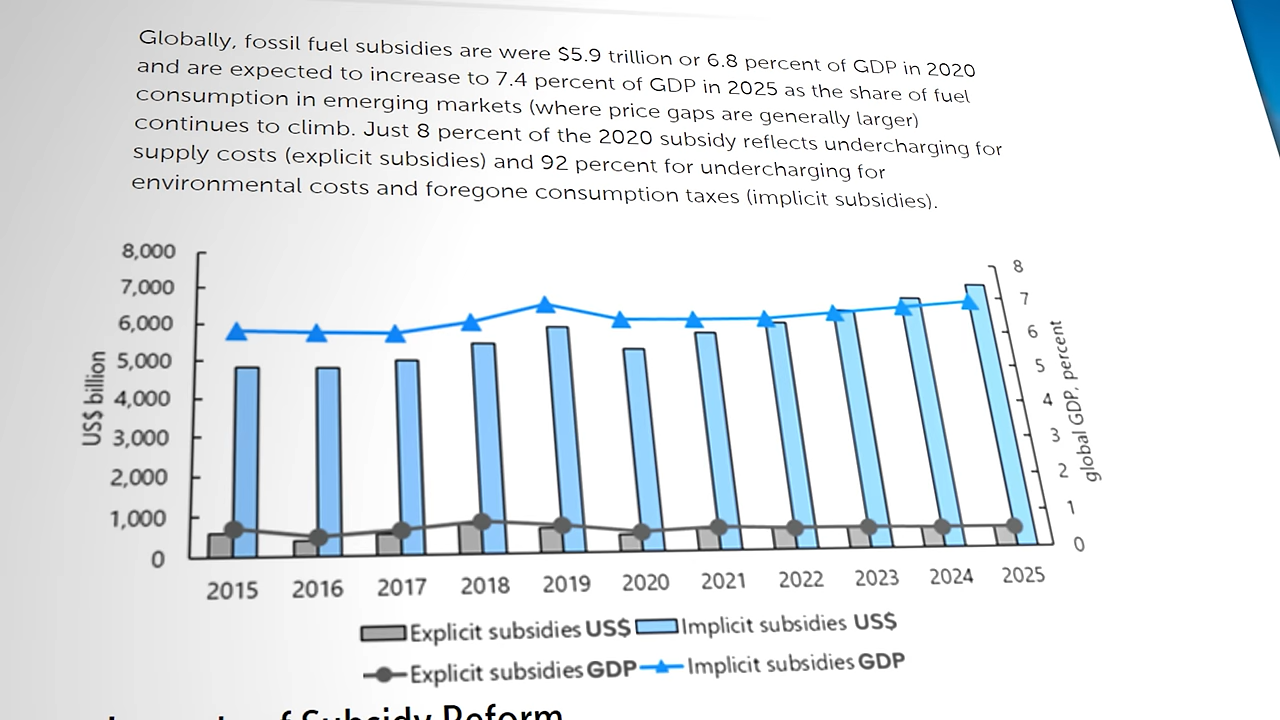 Globally, fossil fuel subsidies are were $5.9 trillion or 6.8 percent of GDP in 2020
and are expected to increase to 7.4 percent of GDP in 2025 as the share of fuel
consumption in emerging markets (where price gaps are generally larger)
continues to climb. Just 8 percent of the 2020 subsidy reflects undercharging for
supply costs (explicit subsidies) and 92 percent for undercharging for
environmental costs and foregone consumption taxes (implicit subsidies).
8,000
7,000
6,000
5,000
4,000
3,000
2,000
1,000
0
US$ billion
8
7
6
5
4
3
2
1
0
global GDP, percent
2015 2016 2017 2018 2019 2020 2021 2022 2023 2024 2025
Explicit subsidies US$ Implicit subsidies US$
Explicit subsidies GDP Implicit subsidies GDP
of Subsidy Reform